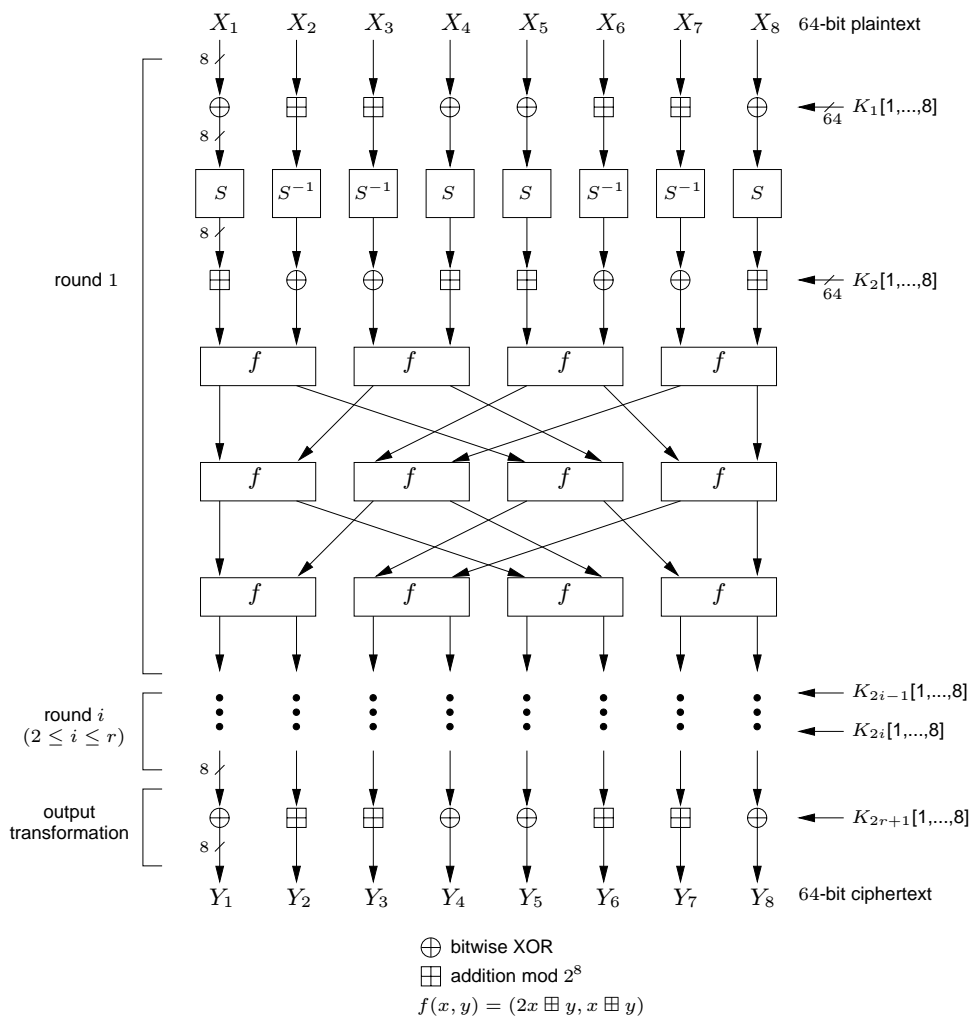 X₁ X₂ X₃ X₄ X₅ X₆ X₇ X₈ 64-bit plaintext
8
K₁[1,...,8]
64
8
S S⁻¹ S⁻¹ S S S⁻¹ S⁻¹ S
8
round 1
K₂[1,...,8]
64
f f f f
f f f f
f f f f
K₂ᵢ₋₁[1,...,8]
round i
(2 ≤ i ≤ r)
K₂ᵢ[1,...,8]
8
output
transformation
K₂ᵣ₊₁[1,...,8]
8
Y₁ Y₂ Y₃ Y₄ Y₅ Y₆ Y₇ Y₈ 64-bit ciphertext
⊕ bitwise XOR
⊞ addition mod 2⁸
f(x, y) = (2x ⊞ y, x ⊞ y)